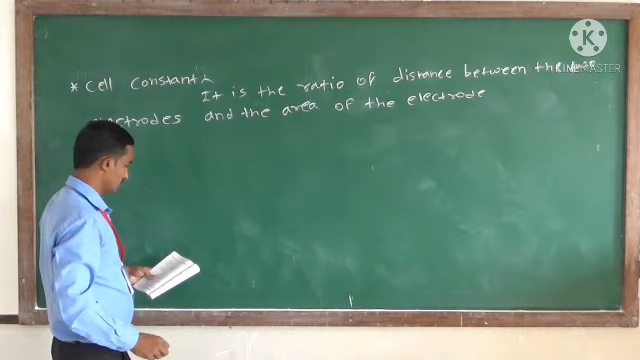 KINEMASTER
* Cell Constant:-
It is the ratio of distance between the
electrodes and the area of the electrode